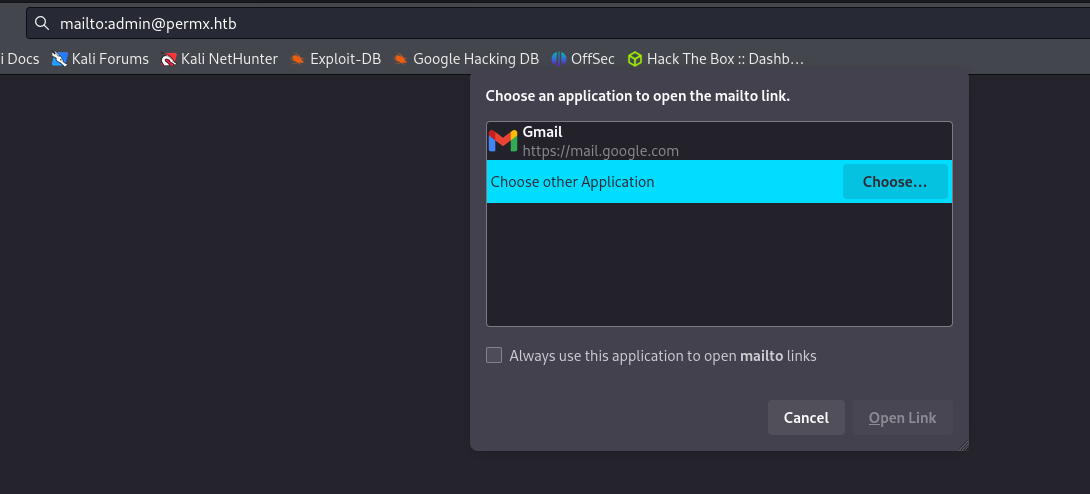 mailto:admin@permx.htb
i Docs Kali Forums Kali NetHunter Exploit-DB Google Hacking DB OffSec Hack The Box :: Dashb…
Choose an application to open the mailto link.
Gmail
https://mail.google.com
Choose other Application Choose…
Always use this application to open mailto links
Cancel Open Link